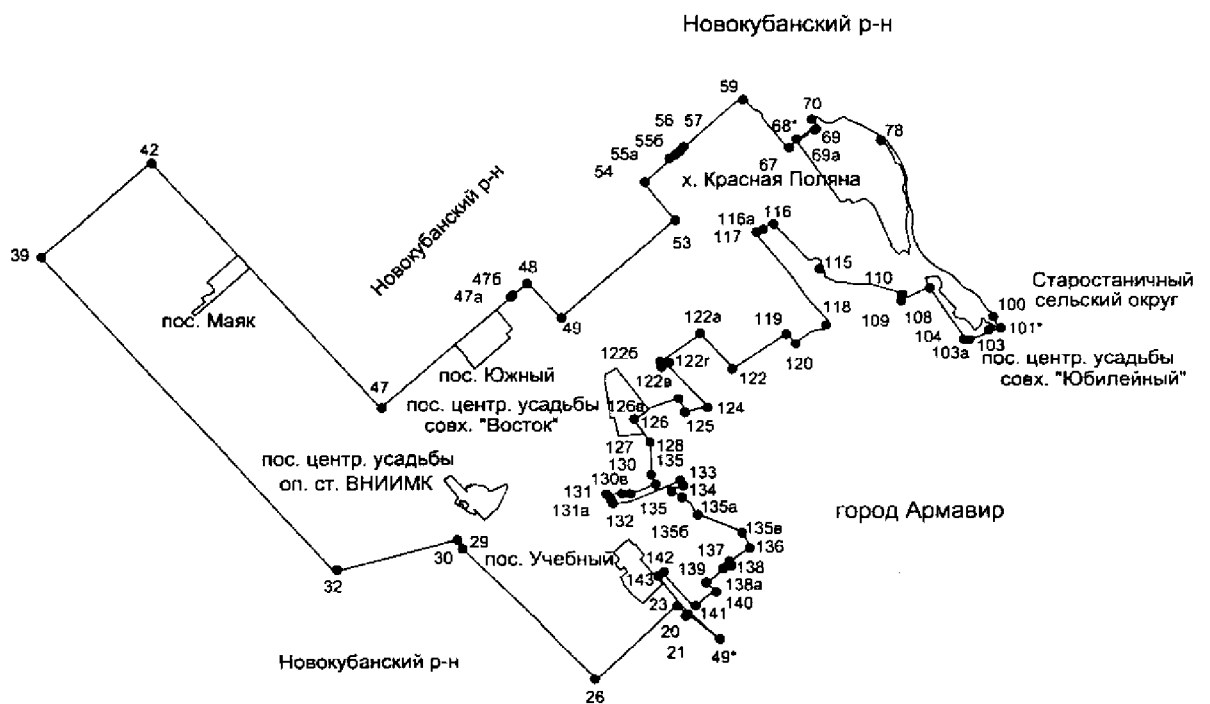 Новокубанский р-н
59
70
56
57
68*
69
78
55б
55а
67
69а
42
54
х. Красная Поляна
Новокубанский р-н
53
116а
116
117
39
115
110
Старостаничный
сельский округ
48
47б
47а
100
108
109
101*
118
104
103
пос. Маяк
49
122а
119
103а
пос. центр. усадьбы
совх. "Юбилейный"
120
122б
122г
122
пос. Южный
122в
47
пос. центр. усадьбы
совх. "Восток"
126а
124
126
125
127
128
пос. центр. усадьбы
оп. ст. ВНИИМК
130
135
133
130в
131
134
131а
132
135
135а
город Армавир
135б
135в
29
136
30
пос. Учебный
142
137
138
139
32
143
138а
23
141
140
20
21
49*
Новокубанский р-н
26